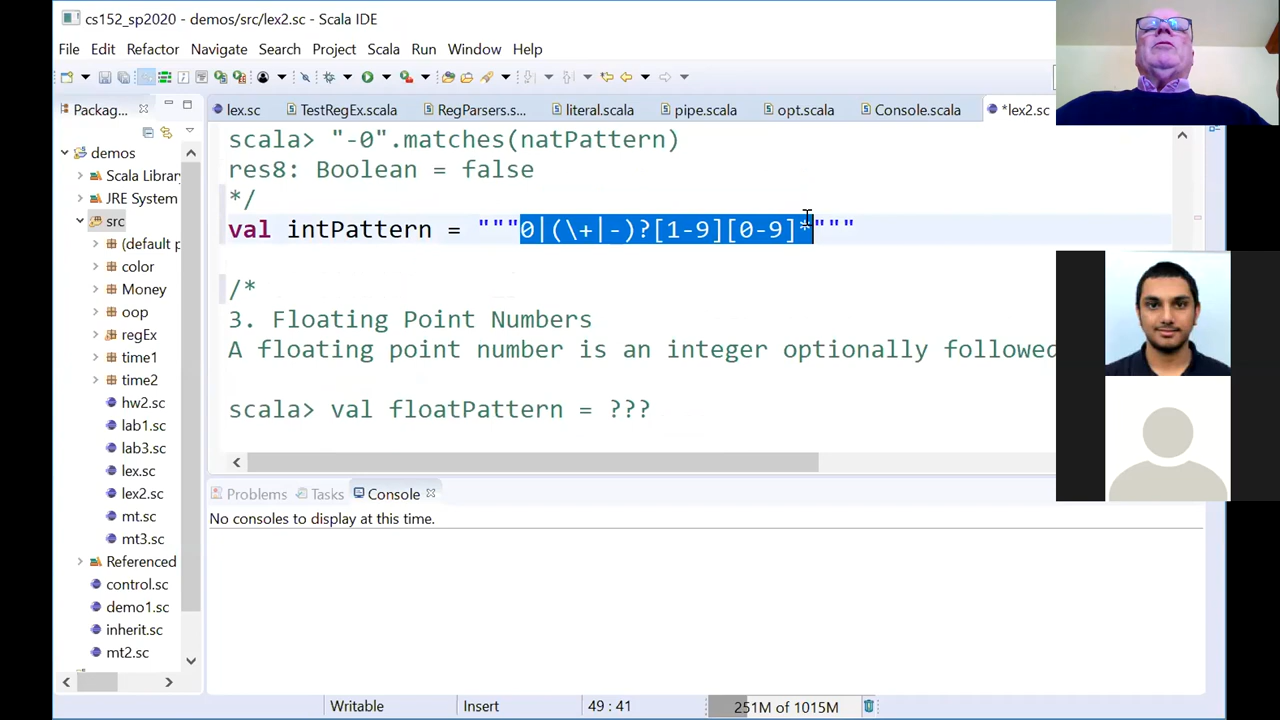 cs152_sp2020 - demos/src/lex2.sc - Scala IDE
File Edit Refactor Navigate Search Project Scala Run Window Help
Packag... lex.sc TestRegEx.scala RegParsers.s... literal.scala pipe.scala opt.scala Console.scala *lex2.sc
scala> "-0".matches(natPattern)
res8: Boolean = false
*/
val intPattern = """0|(\+|-)?[1-9][0-9]*"""
/*
3. Floating Point Numbers
A floating point number is an integer optionally followed
scala> val floatPattern = ???
demos
Scala Library
JRE System
src
(default p
color
Money
oop
regEx
time1
time2
hw2.sc
lab1.sc
lab3.sc
lex.sc
lex2.sc
mt.sc
mt3.sc
Referenced
control.sc
demo1.sc
inherit.sc
mt2.sc
Problems Tasks Console
No consoles to display at this time.
Writable Insert 49 : 41 251M of 1015M